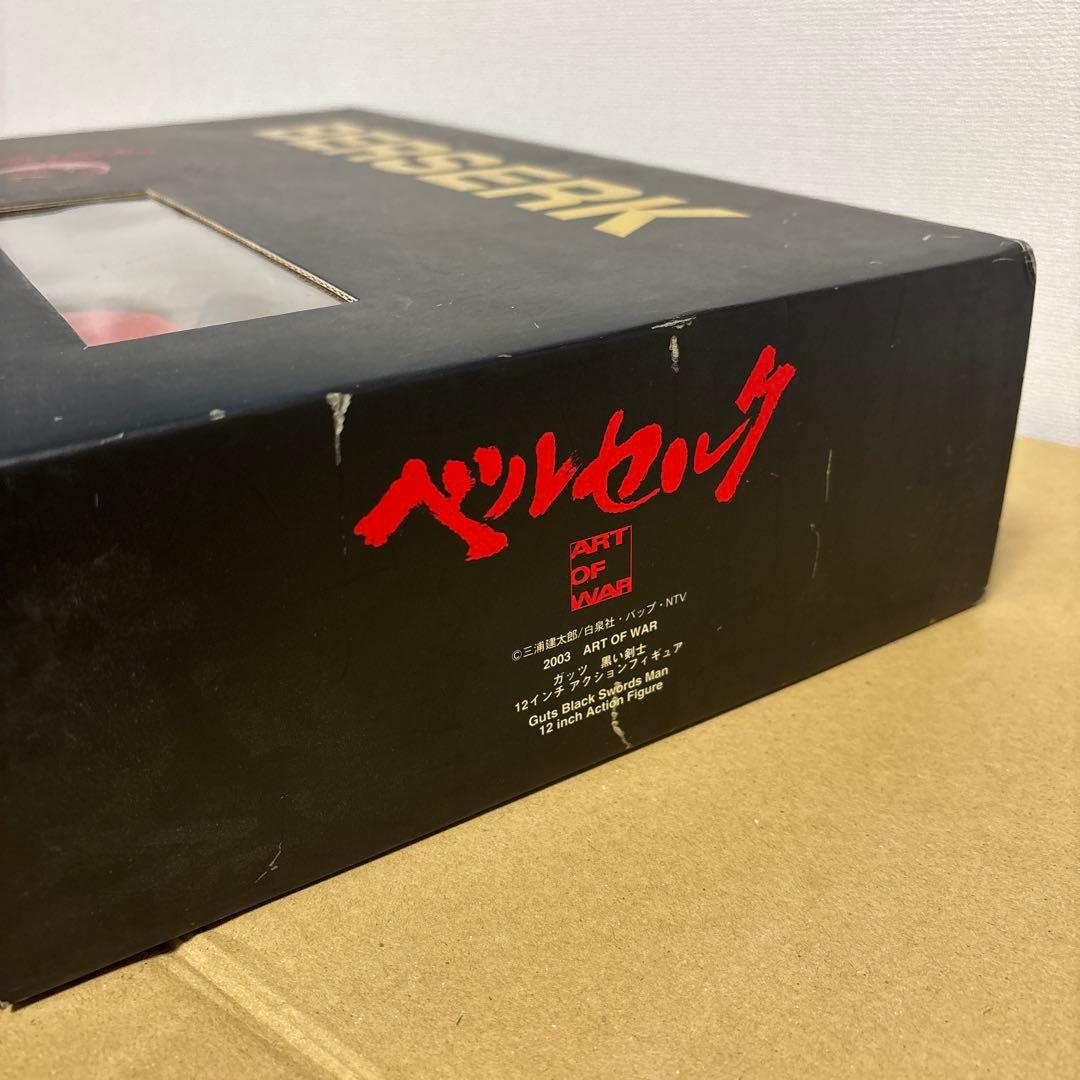 BERSERK
ベルセルク
ART
OF
WAR
©三浦建太郎/白泉社・バップ・NTV
2003 ART OF WAR
ガッツ 黒い剣士
12インチ アクションフィギュア
Guts Black Swords Man
12 inch Action Figure